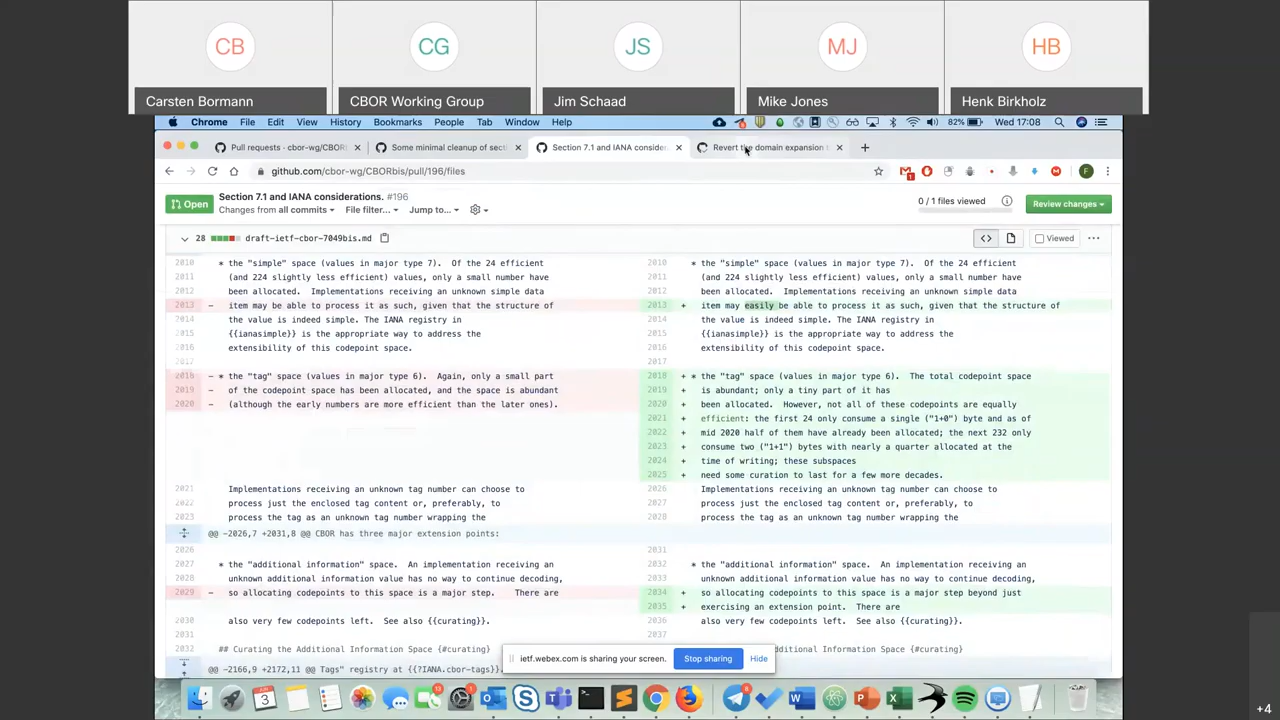 CB
CG
JS
MJ
HB
Carsten Bormann
CBOR Working Group
Jim Schaad
Mike Jones
Henk Birkholz
Chrome File Edit View History Bookmarks People Tab Window Help
82% Wed 17:08
Pull requests · cbor-wg/CBORbis
Some minimal cleanup of sect
Section 7.1 and IANA consider
Revert the domain expansion
github.com/cbor-wg/CBORbis/pull/196/files
F
Open
Section 7.1 and IANA considerations. #196
Changes from all commits File filter... Jump to...
0 / 1 files viewed
Review changes
28 draft-ietf-cbor-7049bis.md
Viewed
2010 * the "simple" space (values in major type 7). Of the 24 efficient
2011 (and 224 slightly less efficient) values, only a small number have
2012 been allocated. Implementations receiving an unknown simple data
2013 - item may be able to process it as such, given that the structure of
2014 the value is indeed simple. The IANA registry in
2015 {{ianasimple}} is the appropriate way to address the
2016 extensibility of this codepoint space.
2017
2018 - * the "tag" space (values in major type 6). Again, only a small part
2019 - of the codepoint space has been allocated, and the space is abundant
2020 - (although the early numbers are more efficient than the later ones).
2021 Implementations receiving an unknown tag number can choose to
2022 process just the enclosed tag content or, preferably, to
2023 process the tag as an unknown tag number wrapping the
@@ -2026,7 +2031,8 @@ CBOR has three major extension points:
2026
2027 * the "additional information" space. An implementation receiving an
2028 unknown additional information value has no way to continue decoding,
2029 - so allocating codepoints to this space is a major step. There are
2030 also very few codepoints left. See also {{curating}}.
2031
2032 ## Curating the Additional Information Space {#curating}
@@ -2166,9 +2172,11 @@ Tags" registry at {{?IANA.cbor-tags}}
2010 * the "simple" space (values in major type 7). Of the 24 efficient
2011 (and 224 slightly less efficient) values, only a small number have
2012 been allocated. Implementations receiving an unknown simple data
2013 + item may easily be able to process it as such, given that the structure of
2014 the value is indeed simple. The IANA registry in
2015 {{ianasimple}} is the appropriate way to address the
2016 extensibility of this codepoint space.
2017
2018 + * the "tag" space (values in major type 6). The total codepoint space
2019 + is abundant; only a tiny part of it has
2020 + been allocated. However, not all of these codepoints are equally
2021 + efficient: the first 24 only consume a single ("1+0") byte and as of
2022 + mid 2020 half of them have already been allocated; the next 232 only
2023 + consume two ("1+1") bytes with nearly a quarter allocated at the
2024 + time of writing; these subspaces
2025 + need some curation to last for a few more decades.
2026 Implementations receiving an unknown tag number can choose to
2027 process just the enclosed tag content or, preferably, to
2028 process the tag as an unknown tag number wrapping the
2031
2032 * the "additional information" space. An implementation receiving an
2033 unknown additional information value has no way to continue decoding,
2034 + so allocating codepoints to this space is a major step beyond just
2035 + exercising an extension point. There are
2036 also very few codepoints left. See also {{curating}}.
2037
Additional Information Space {#curating}
ietf.webex.com is sharing your screen. Stop sharing Hide
+4